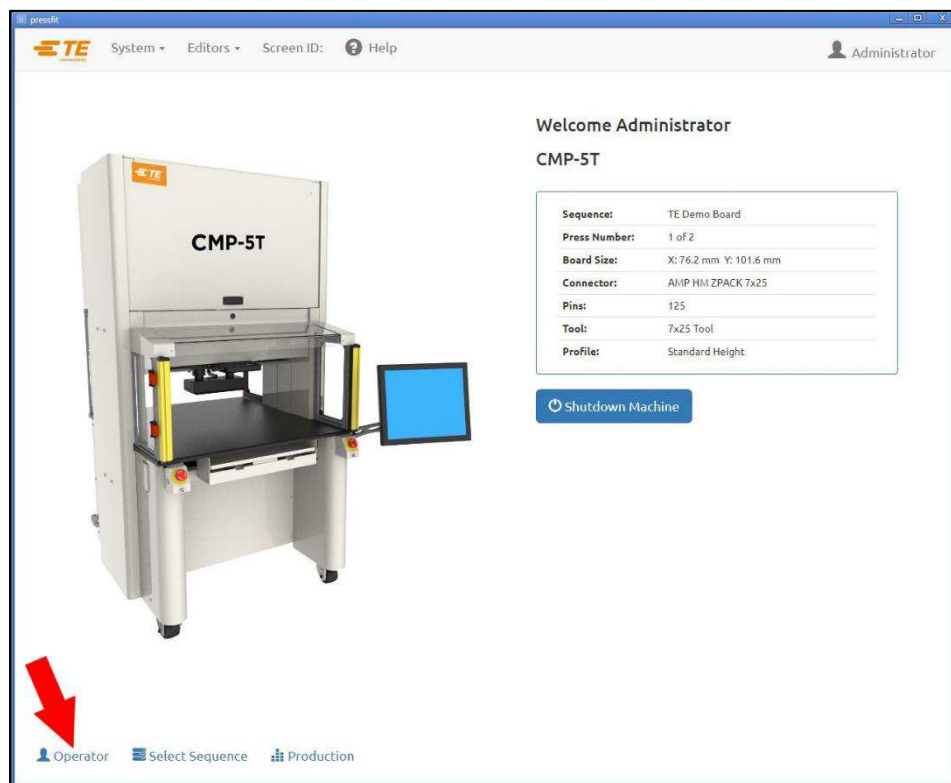 pressfit
TE System Editors Screen ID: Help Administrator
Welcome Administrator
CMP-5T
TE
CMP-5T
Sequence: TE Demo Board
Press Number: 1 of 2
Board Size: X: 76.2 mm Y: 101.6 mm
Connector: AMP HM ZPACK 7x25
Pins: 125
Tool: 7x25 Tool
Profile: Standard Height
Shutdown Machine
Operator Select Sequence Production